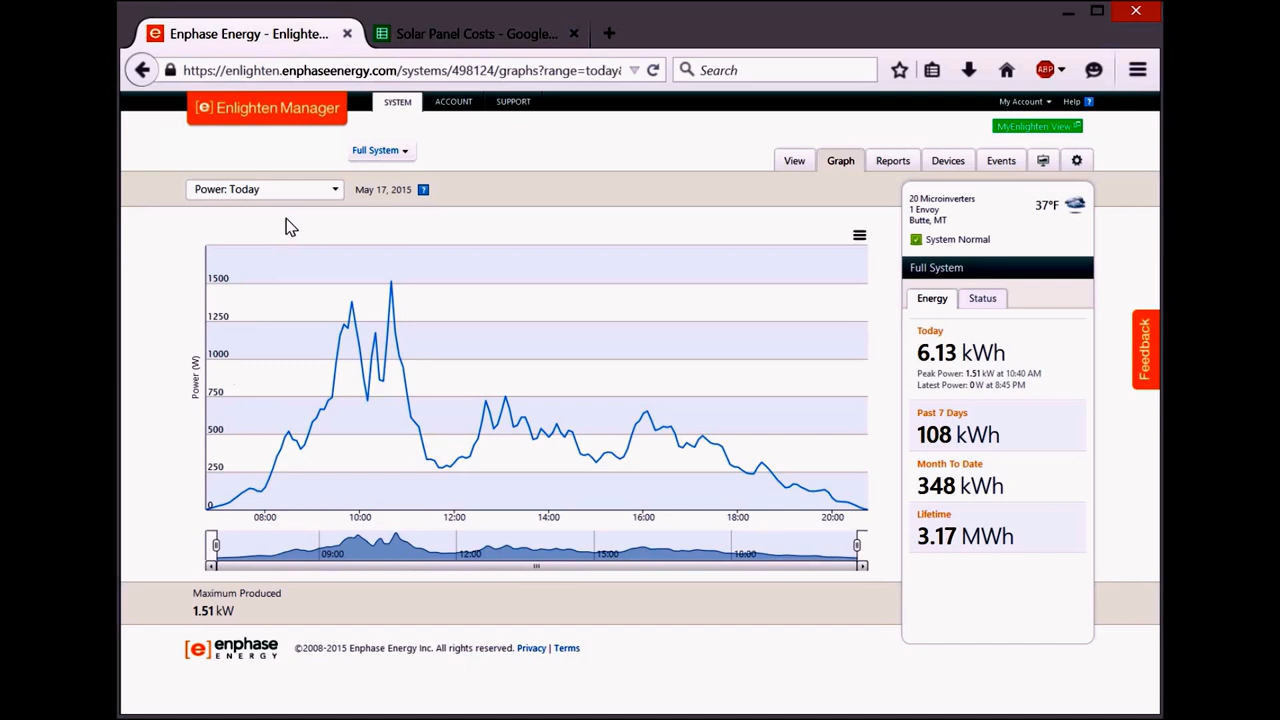 Enphase Energy - Enlighte...
Solar Panel Costs - Google...
https://enlighten.enphaseenergy.com/systems/498124/graphs?range=today&
Search
ABP
[e] Enlighten Manager
SYSTEM
ACCOUNT
SUPPORT
My Account
Help ?
MyEnlighten View
Full System
View
Graph
Reports
Devices
Events
Power: Today
May 17, 2015 ?
20 Microinverters
1 Envoy
Butte, MT
37°F
System Normal
Full System
Energy
Status
Today
6.13 kWh
Peak Power: 1.51 kW at 10:40 AM
Latest Power: 0 W at 8:45 PM
Past 7 Days
108 kWh
Month To Date
348 kWh
Lifetime
3.17 MWh
Feedback
Power (W)
1500
1250
1000
750
500
250
0
08:00
10:00
12:00
14:00
16:00
18:00
20:00
09:00
12:00
15:00
18:00
Maximum Produced
1.51 kW
[e] enphase
ENERGY
©2008-2015 Enphase Energy Inc. All rights reserved. Privacy | Terms